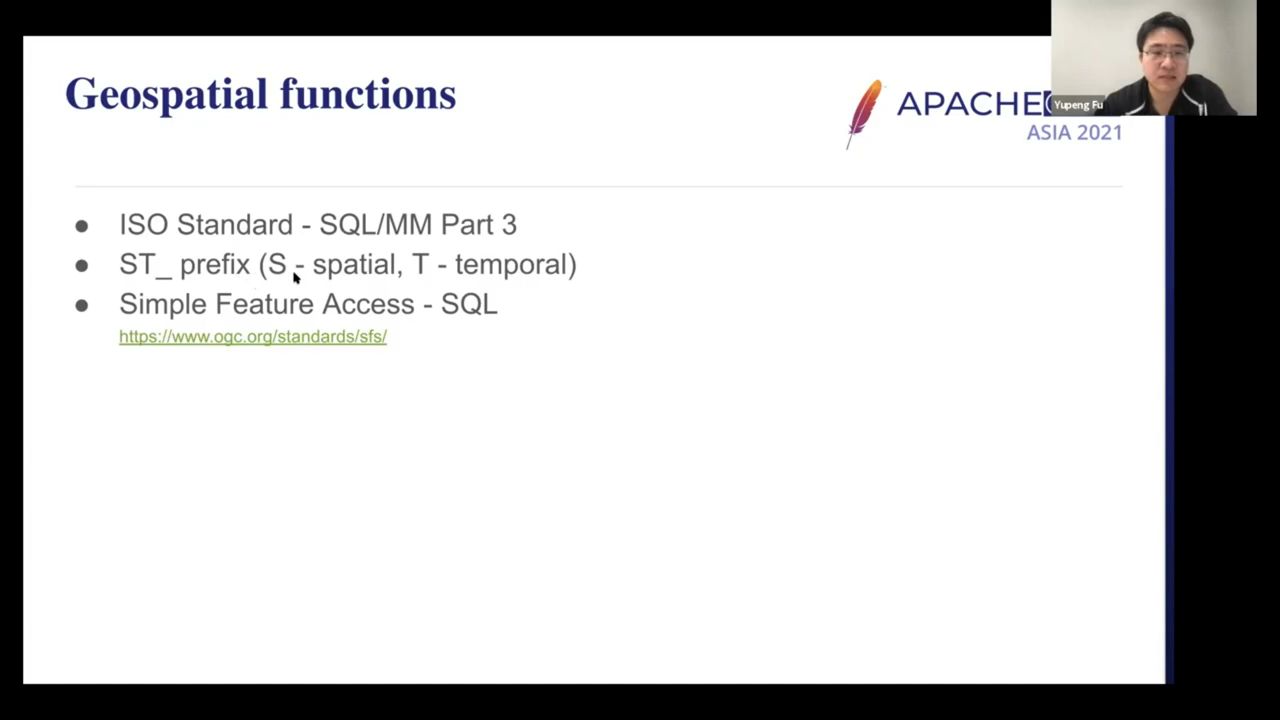 Geospatial functions
APACHE
ASIA 2021
Yupeng Fu
● ISO Standard - SQL/MM Part 3
● ST_ prefix (S - spatial, T - temporal)
● Simple Feature Access - SQL
https://www.ogc.org/standards/sfs/